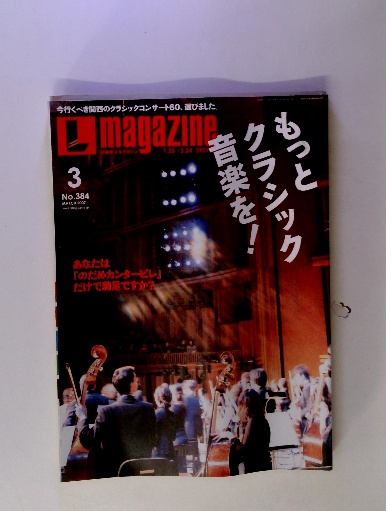 今行くべき関西のクラシックコンサート60、選びました。
L magazine
3
No.384
もっと
クラシック
音楽を!
あなたは
「のだめカンタービレ」
だけで満足ですか?